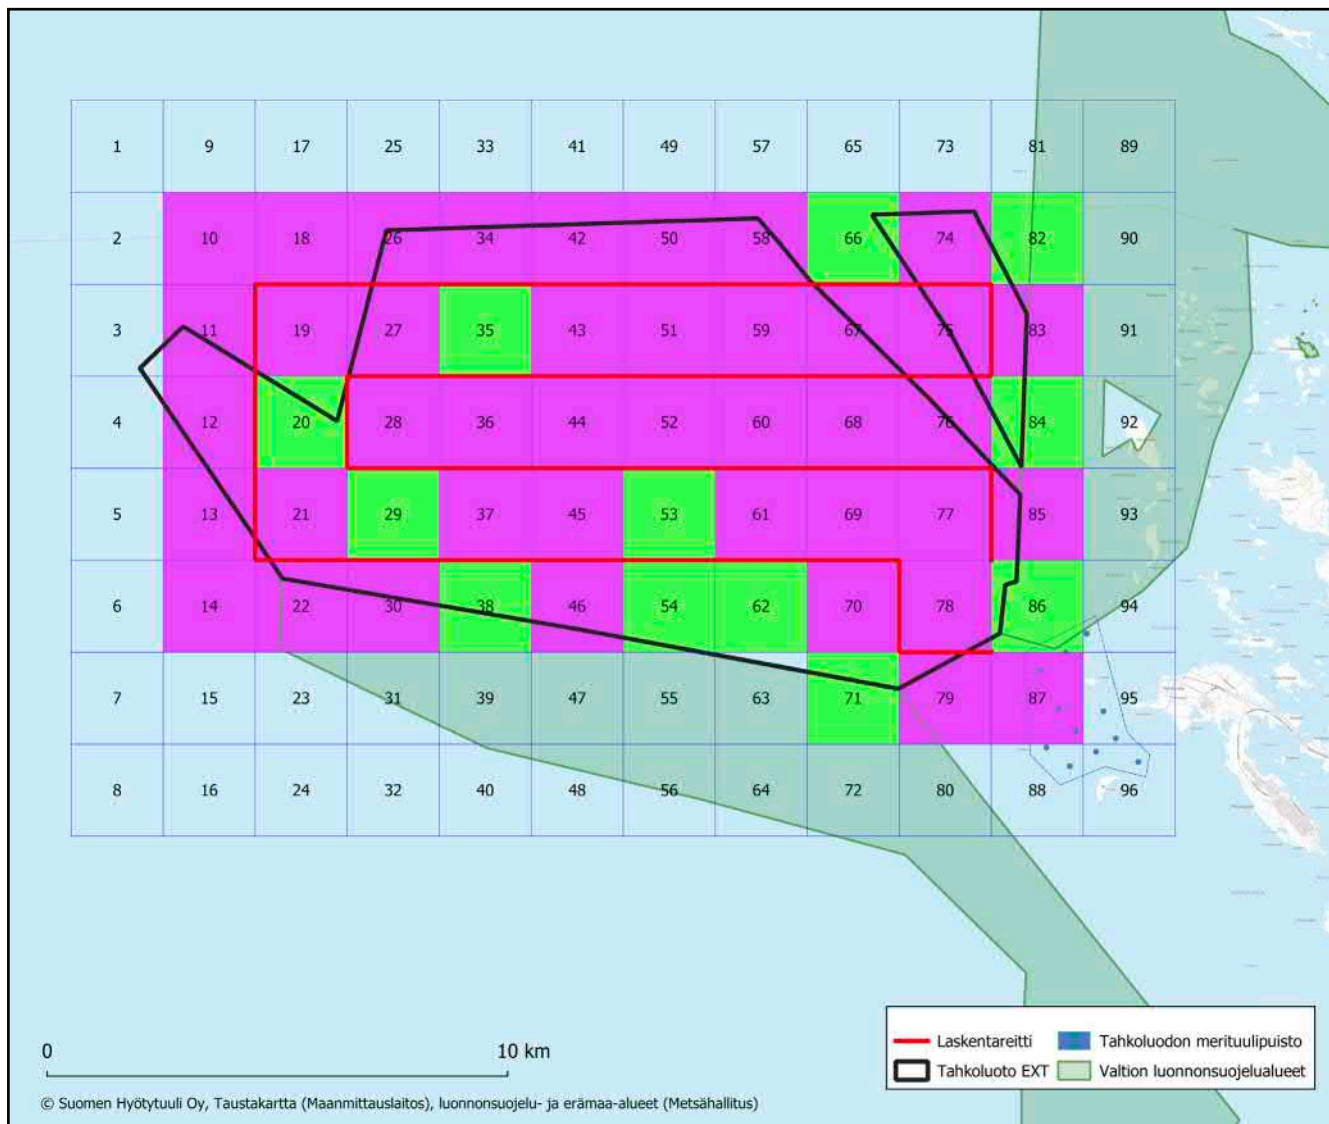 1 9 17 25 33 41 49 57 65 73 81 89
2 10 18 26 34 42 50 58 66 74 82 90
3 11 19 27 35 43 51 59 67 75 83 91
4 12 20 28 36 44 52 60 68 76 84 92
5 13 21 29 37 45 53 61 69 77 85 93
6 14 22 30 38 46 54 62 70 78 86 94
7 15 23 31 39 47 55 63 71 79 87 95
8 16 24 32 40 48 56 64 72 80 88 96
Laskentareitti Tahkoluodon merituulipuisto
Tahkoluoto EXT Valtion luonnonsuojelualueet
0 10 km
© Suomen Hyötytuuli Oy, Taustakartta (Maanmittauslaitos), luonnonsuojelu- ja erämaa-alueet (Metsähallitus)